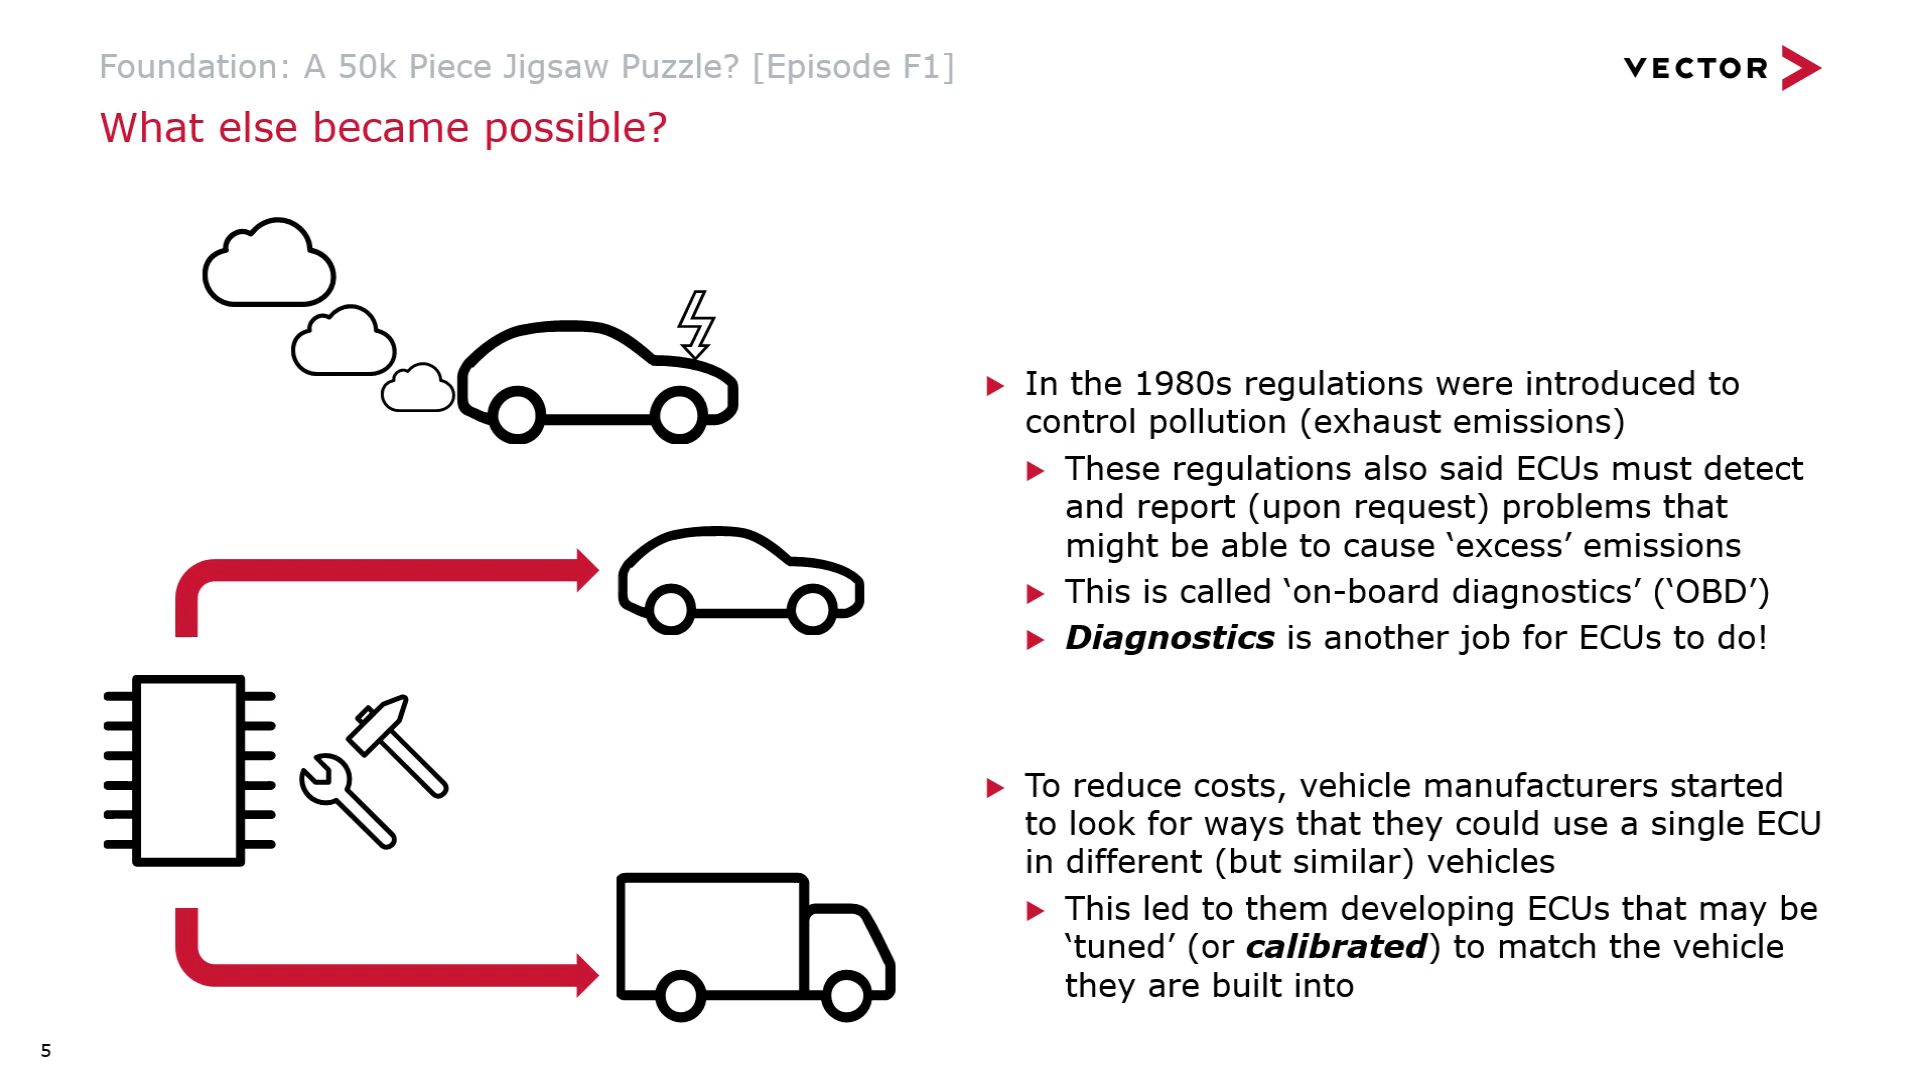 Foundation: A 50k Piece Jigsaw Puzzle? [Episode F1]
VECTOR
What else became possible?
In the 1980s regulations were introduced to
control pollution (exhaust emissions)
These regulations also said ECUs must detect
and report (upon request) problems that
might be able to cause ‘excess’ emissions
This is called ‘on-board diagnostics’ (‘OBD’)
Diagnostics is another job for ECUs to do!
To reduce costs, vehicle manufacturers started
to look for ways that they could use a single ECU
in different (but similar) vehicles
This led to them developing ECUs that may be
‘tuned’ (or calibrated) to match the vehicle
they are built into
5